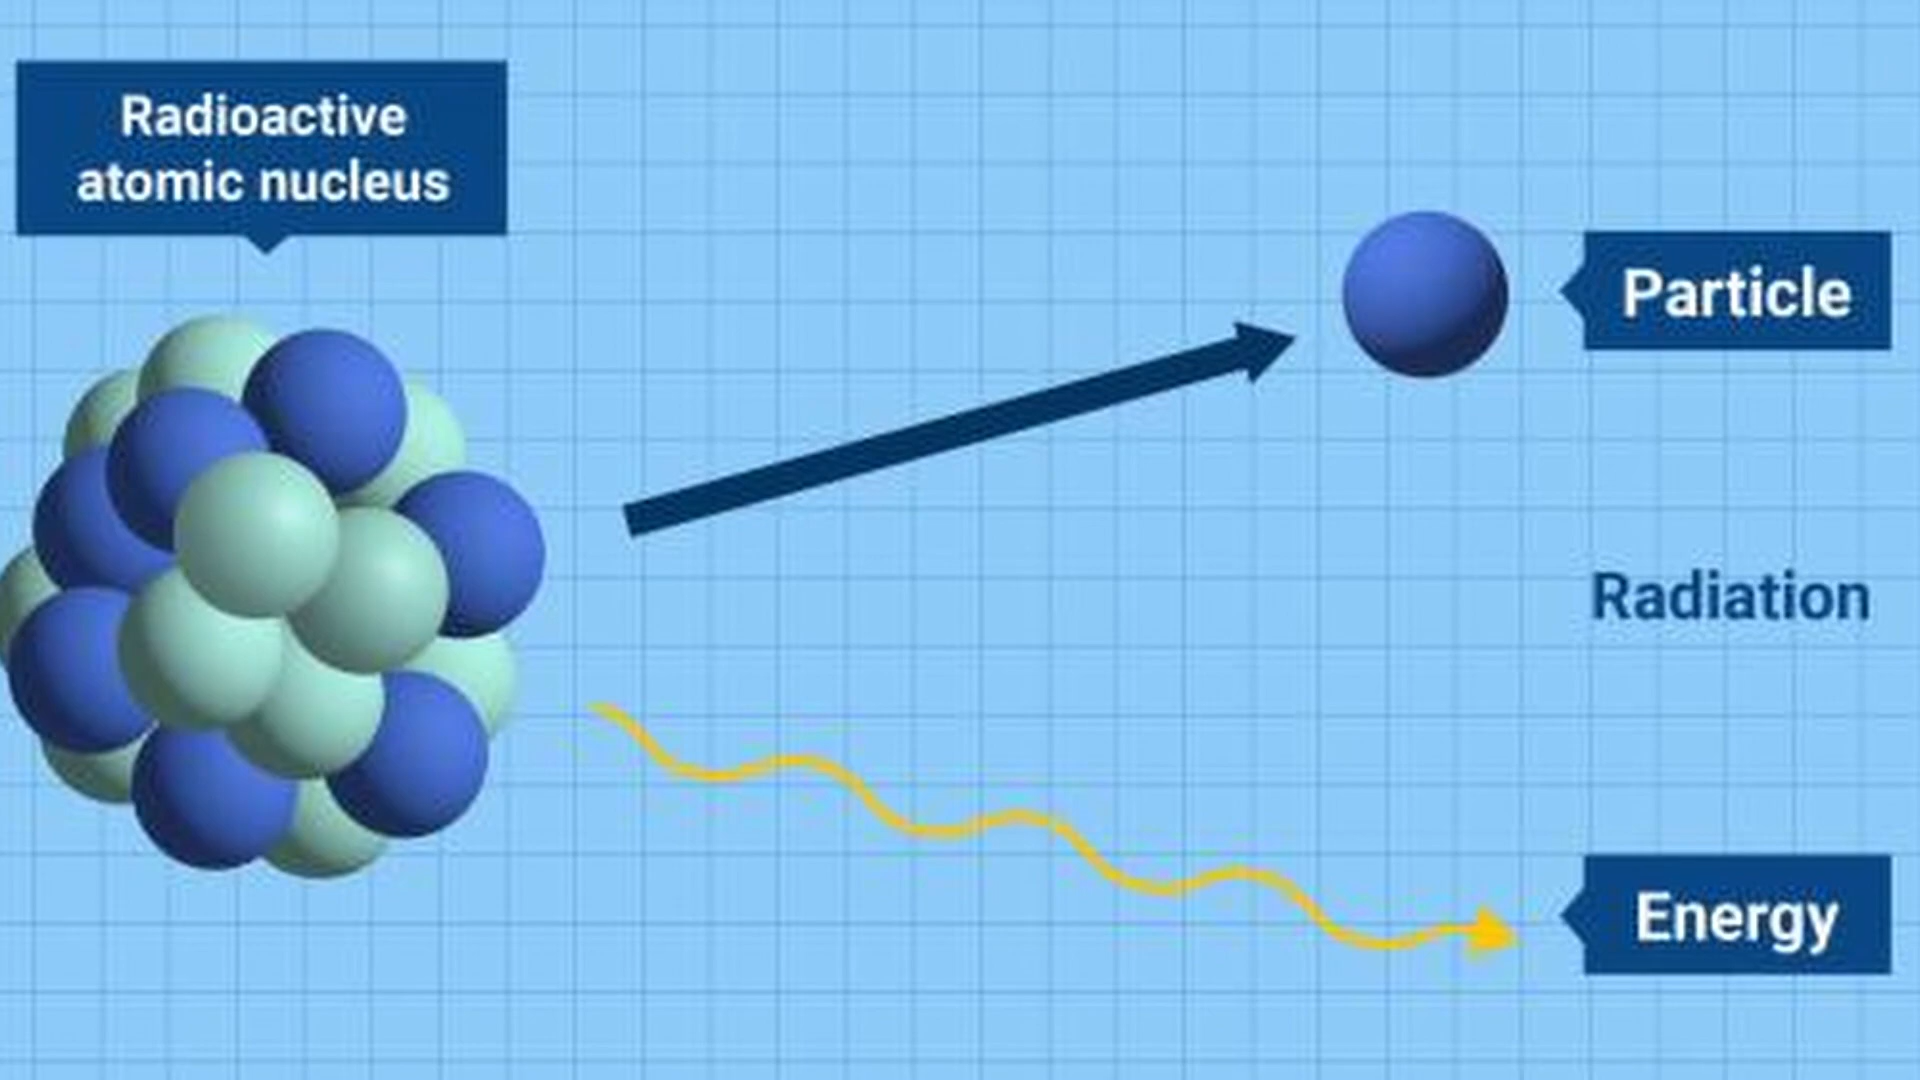 Radioactive
atomic nucleus
Particle
Radiation
Energy